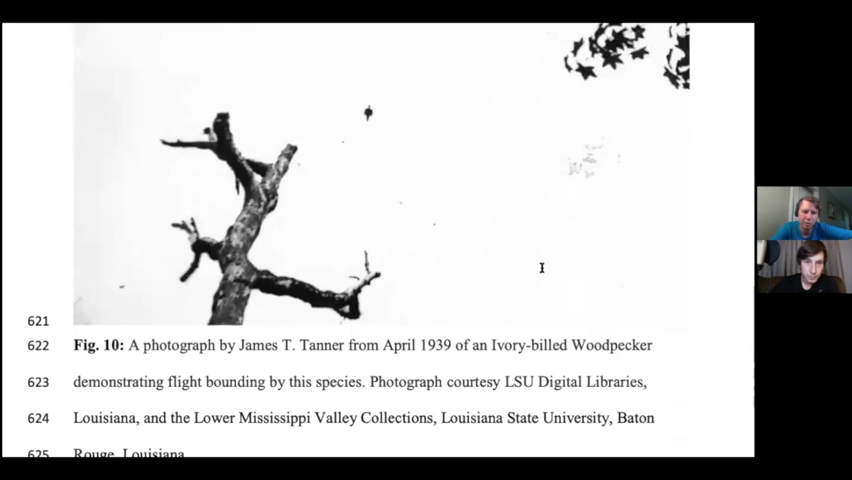 621
622 Fig. 10: A photograph by James T. Tanner from April 1939 of an Ivory-billed Woodpecker
623 demonstrating flight bounding by this species. Photograph courtesy LSU Digital Libraries,
624 Louisiana, and the Lower Mississippi Valley Collections, Louisiana State University, Baton
625 Rouge, Louisiana